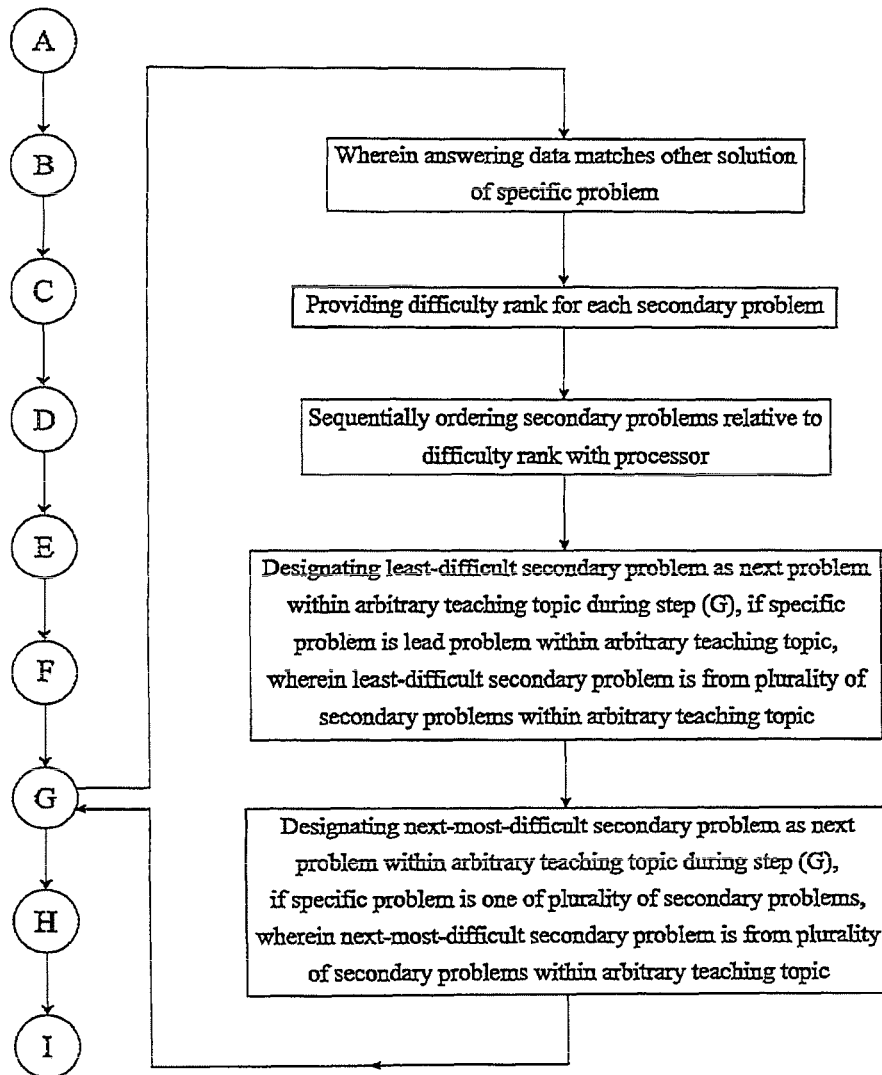 A
B
C
D
E
F
G
H
I
Wherein answering data matches other solution
of specific problem
Providing difficulty rank for each secondary problem
Sequentially ordering secondary problems relative to
difficulty rank with processor
Designating least-difficult secondary problem as next problem
within arbitrary teaching topic during step (G), if specific
problem is lead problem within arbitrary teaching topic,
wherein least-difficult secondary problem is from plurality of
secondary problems within arbitrary teaching topic
Designating next-most-difficult secondary problem as next
problem within arbitrary teaching topic during step (G),
if specific problem is one of plurality of secondary problems,
wherein next-most-difficult secondary problem is from plurality
of secondary problems within arbitrary teaching topic